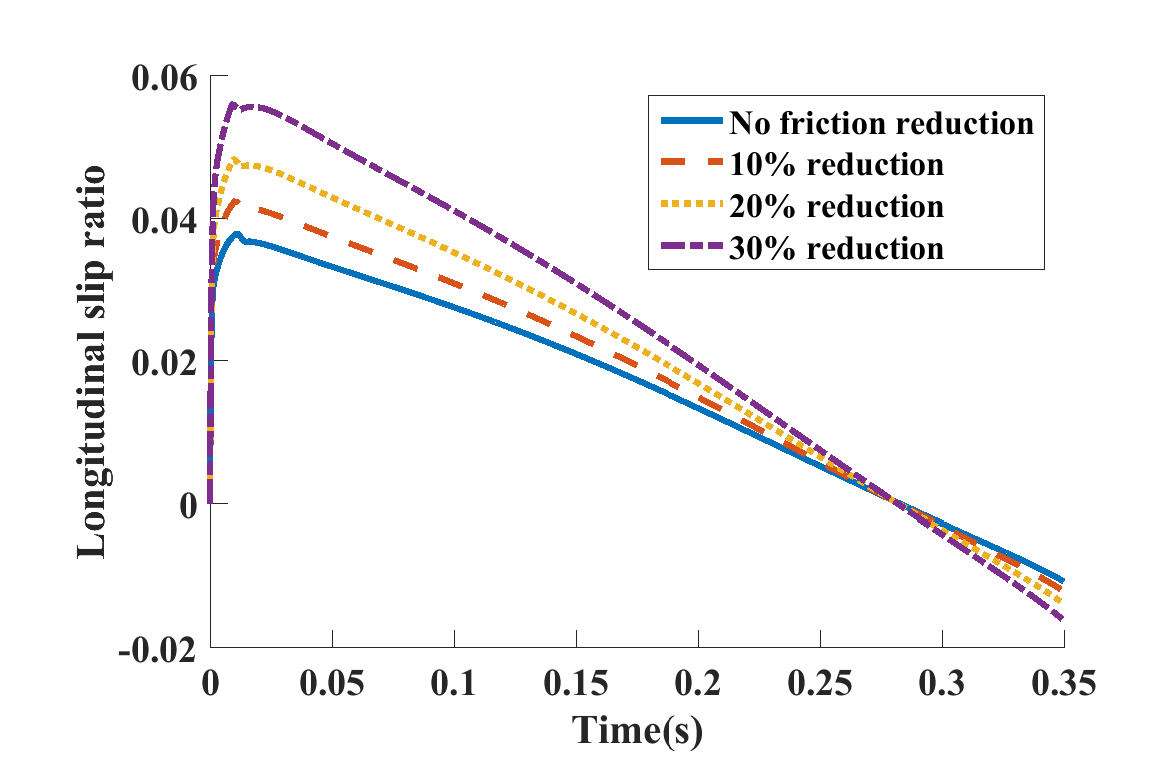 0.06
0.04
0.02
0
-0.02
Longitudinal slip ratio
No friction reduction
10% reduction
20% reduction
30% reduction
0 0.05 0.1 0.15 0.2 0.25 0.3 0.35
Time(s)